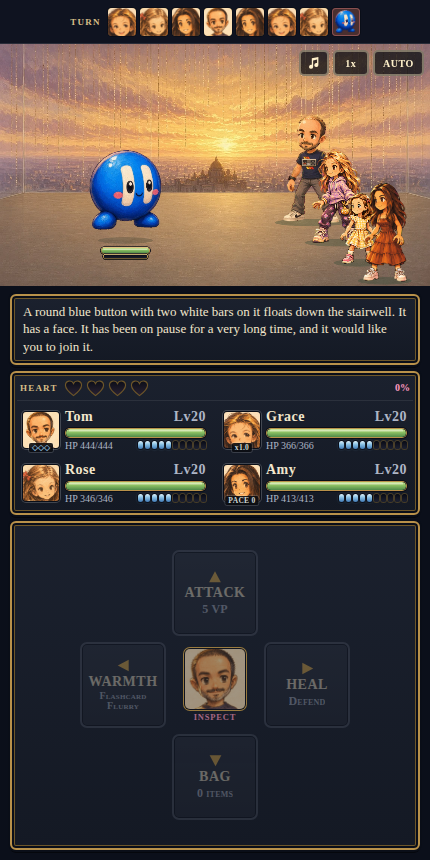 TURN
1x
AUTO
A round blue button with two white bars on it floats down the stairwell. It
has a face. It has been on pause for a very long time, and it would like
you to join it.
HEART
0%
Tom Lv20
HP 444/444
Grace Lv20
x1.0
HP 366/366
Rose Lv20
HP 346/346
Amy Lv20
PACE 0
HP 413/413
ATTACK
5 VP
WARMTH
Flashcard
Flurry
INSPECT
HEAL
Defend
BAG
0 items